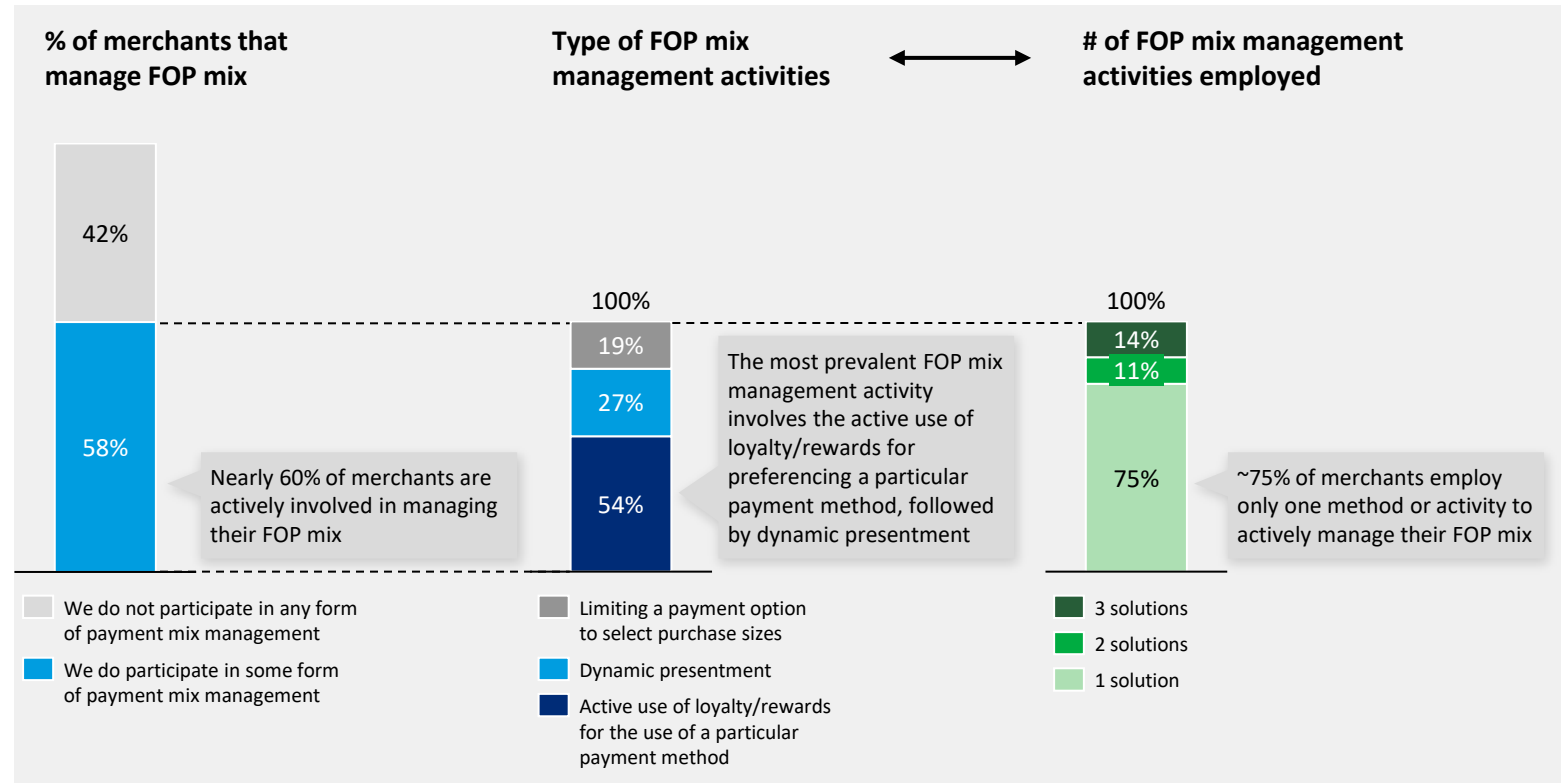 % of merchants that
manage FOP mix
Type of FOP mix
management activities
# of FOP mix management
activities employed
42%
58%
Nearly 60% of merchants are
actively involved in managing
their FOP mix
We do not participate in any form
of payment mix management
We do participate in some form
of payment mix management
100%
19%
27%
54%
The most prevalent FOP mix
management activity
involves the active use of
loyalty/rewards for
preferencing a particular
payment method, followed
by dynamic presentment
Limiting a payment option
to select purchase sizes
Dynamic presentment
Active use of loyalty/rewards
for the use of a particular
payment method
100%
14%
11%
75%
~75% of merchants employ
only one method or activity to
actively manage their FOP mix
3 solutions
2 solutions
1 solution